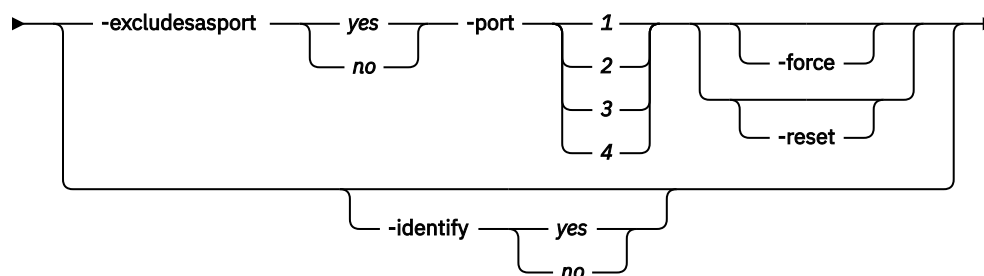 -excludesasport yes -port 1
no 2 -force
3
4 -reset
-identify yes
no